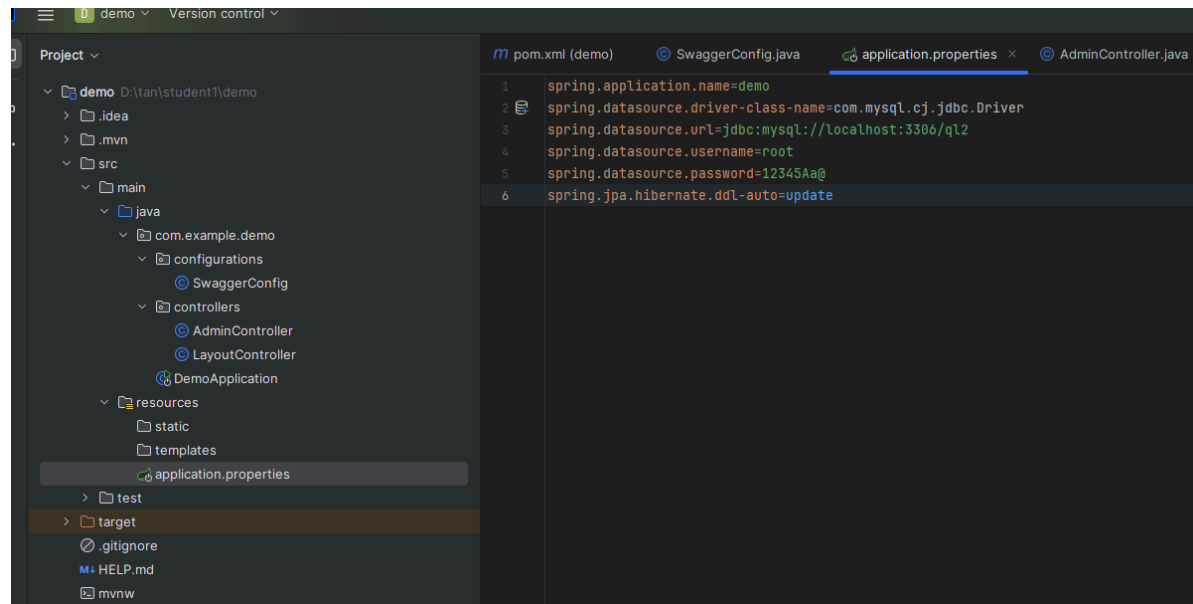 demo Version control
Project
pom.xml (demo) SwaggerConfig.java application.properties AdminController.java
demo D:\tan\student1\demo
.idea
.mvn
src
main
java
com.example.demo
configurations
SwaggerConfig
controllers
AdminController
LayoutController
DemoApplication
resources
static
templates
application.properties
test
target
.gitignore
HELP.md
mvnw
1 spring.application.name=demo
2 spring.datasource.driver-class-name=com.mysql.cj.jdbc.Driver
3 spring.datasource.url=jdbc:mysql://localhost:3306/ql2
4 spring.datasource.username=root
5 spring.datasource.password=12345Aa@
6 spring.jpa.hibernate.ddl-auto=update